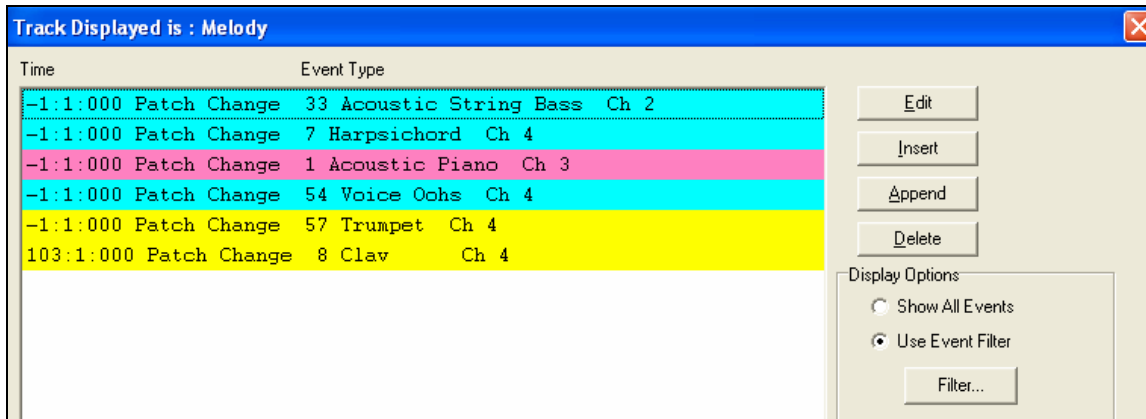 Track Displayed is : Melody
Time Event Type
-1:1:000 Patch Change 33 Acoustic String Bass Ch 2
-1:1:000 Patch Change 7 Harpsichord Ch 4
-1:1:000 Patch Change 1 Acoustic Piano Ch 3
-1:1:000 Patch Change 54 Voice Oohs Ch 4
-1:1:000 Patch Change 57 Trumpet Ch 4
103:1:000 Patch Change 8 Clav Ch 4
Edit
Insert
Append
Delete
Display Options
Show All Events
Use Event Filter
Filter...